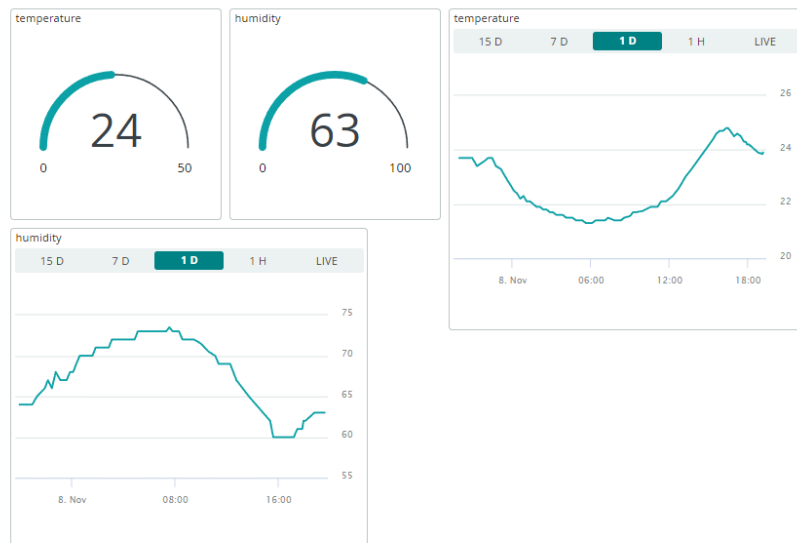 temperature
24
0 50
humidity
63
0 100
temperature
15 D 7 D 1 D 1 H LIVE
26
24
22
20
8. Nov 06:00 12:00 18:00
humidity
15 D 7 D 1 D 1 H LIVE
75
70
65
60
55
8. Nov 08:00 16:00